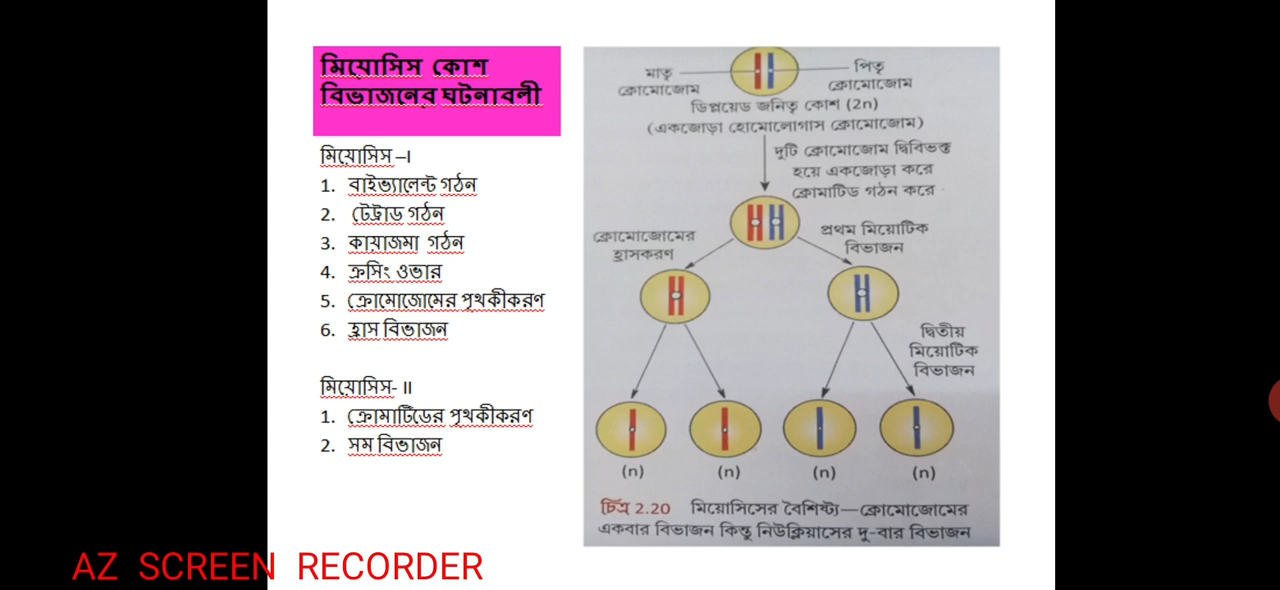 মিয়োসিস কোশ
বিভাজনের ঘটনাবলী
মিয়োসিস –I
1. বাইভ্যালেন্ট গঠন
2. টেট্রাড গঠন
3. কায়াজমা গঠন
4. ক্রসিং ওভার
5. ক্রোমোজোমের পৃথকীকরণ
6. হ্রাস বিভাজন
মিয়োসিস- II
1. ক্রোমাটিডের পৃথকীকরণ
2. সম বিভাজন
মাতৃ
ক্রোমোজোম
পিতৃ
ক্রোমোজোম
ডিপ্লয়েড জনিতৃ কোশ (2n)
(একজোড়া হোমোলোগাস ক্রোমোজোম)
দুটি ক্রোমোজোম দ্বিবিভক্ত
হয়ে একজোড়া করে
ক্রোমাটিড গঠন করে
ক্রোমোজোমের
হ্রাসকরণ
প্রথম মিয়োটিক
বিভাজন
দ্বিতীয়
মিয়োটিক
বিভাজন
(n)
(n)
(n)
(n)
চিত্র 2.20 মিয়োসিসের বৈশিষ্ট্য—ক্রোমোজোমের
একবার বিভাজন কিন্তু নিউক্লিয়াসের দু-বার বিভাজন
AZ SCREEN RECORDER